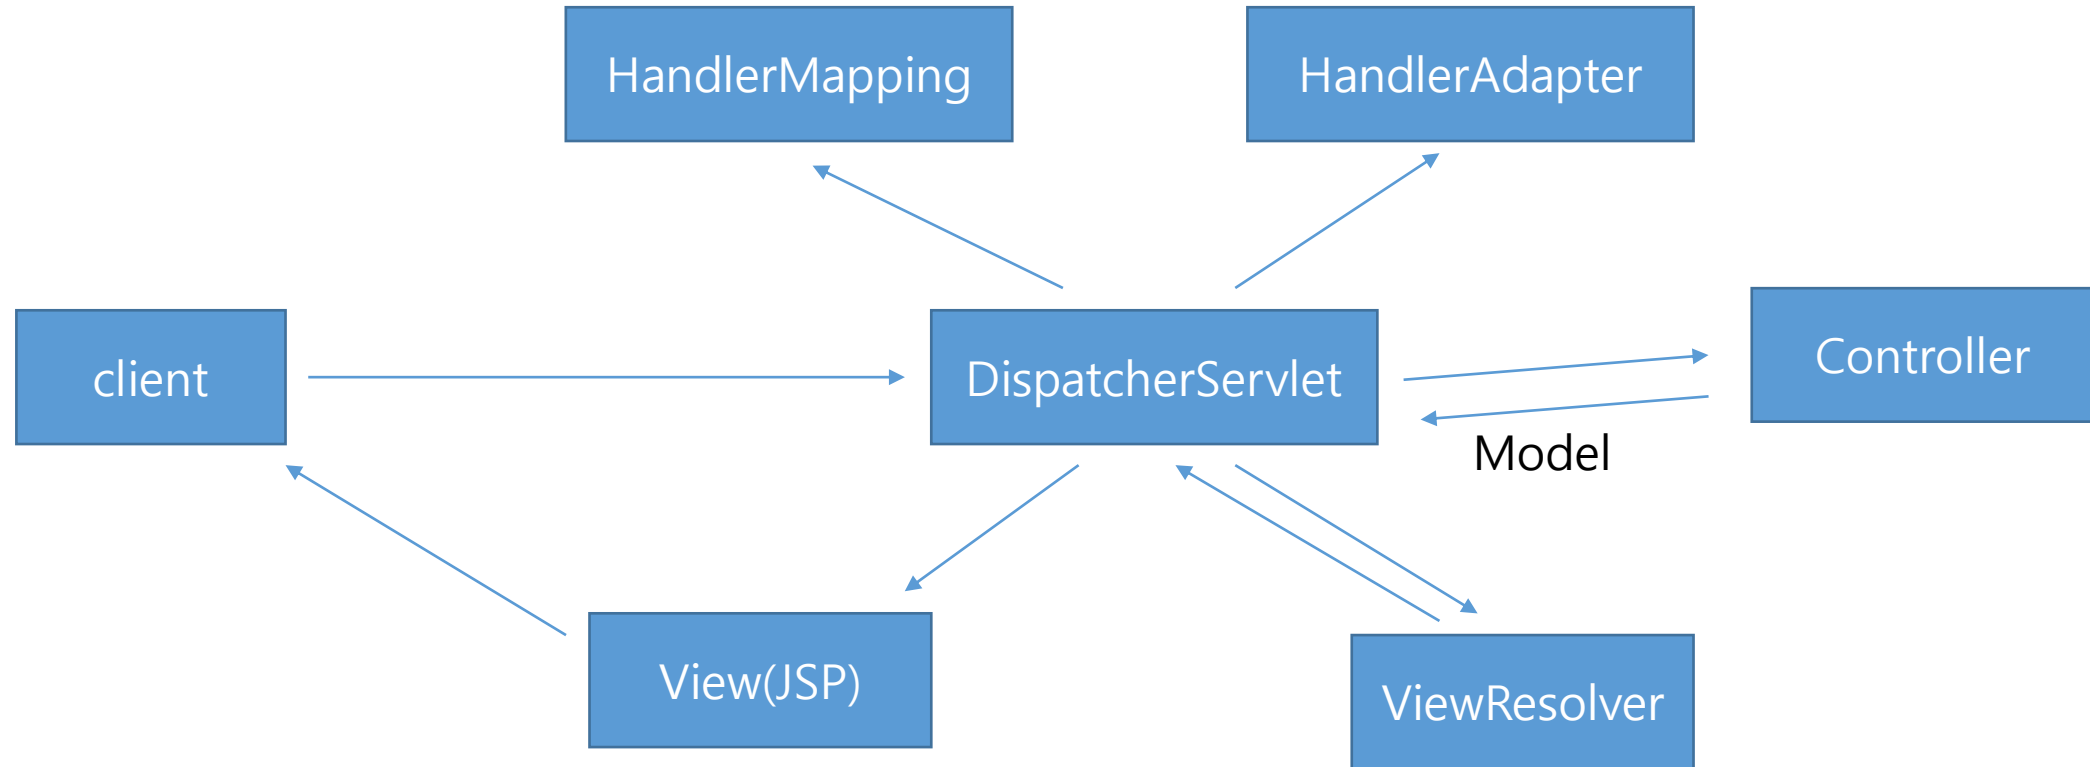 HandlerMapping
HandlerAdapter
client
DispatcherServlet
Controller
Model
View(JSP)
ViewResolver